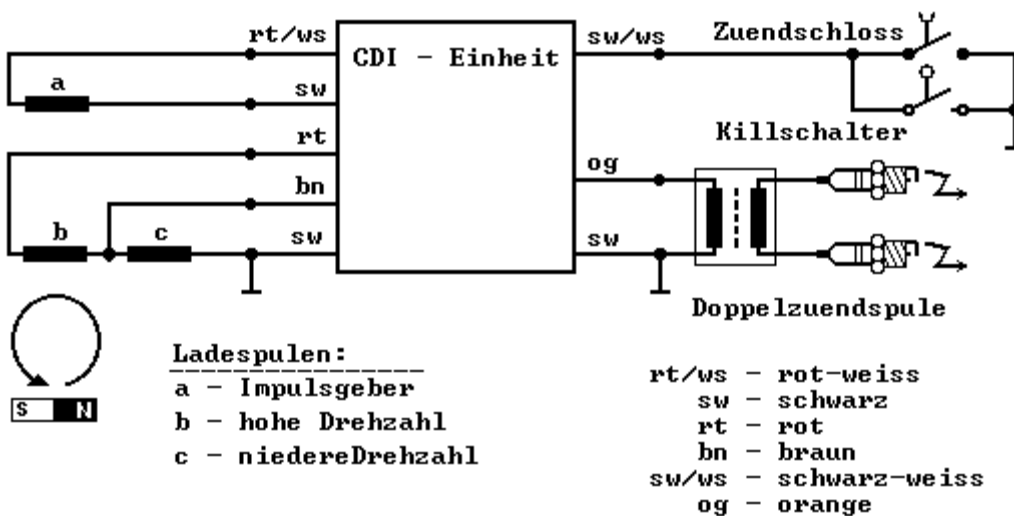 rt/ws
CDI - Einheit
sw/ws
Zuendschloss
a
sw
rt
Killschalter
bn
og
b
c
sw
sw
Doppelzuendspule
S N
Ladespulen:
a - Impulsgeber
b - hohe Drehzahl
c - niedereDrehzahl
rt/ws - rot-weiss
sw - schwarz
rt - rot
bn - braun
sw/ws - schwarz-weiss
og - orange